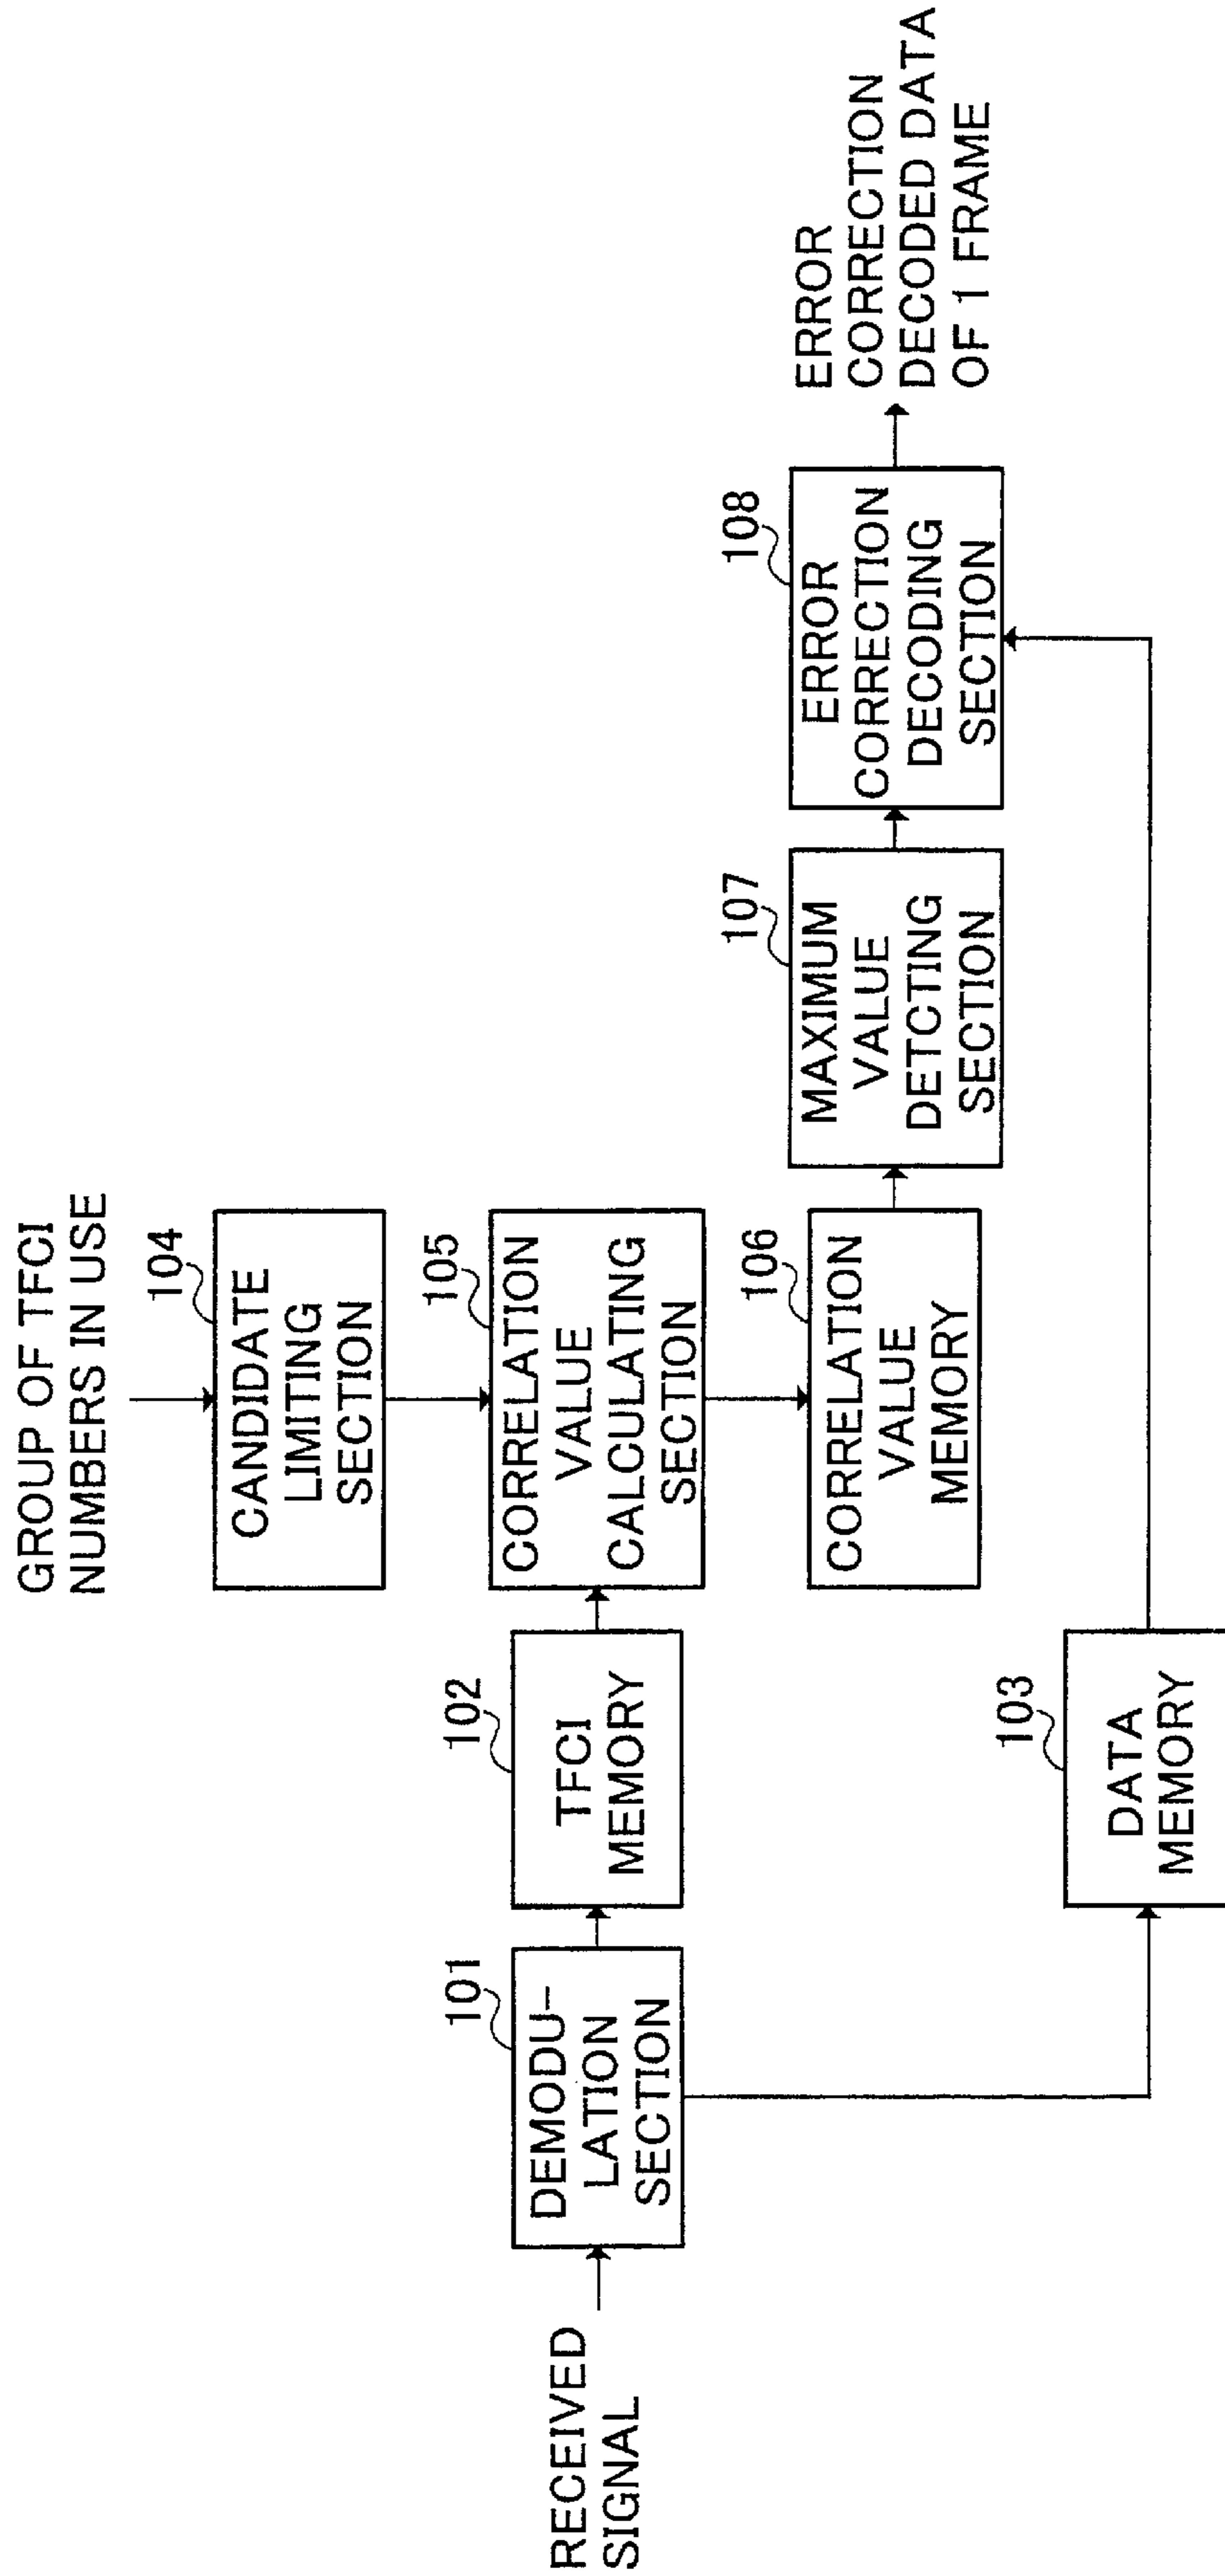 GROUP OF TFCI
NUMBERS IN USE
104
CANDIDATE
LIMITING
SECTION
RECEIVED
SIGNAL
101
DEMODU-
LATION
SECTION
102
TFCI
MEMORY
105
CORRELATION
VALUE
CALCULATING
SECTION
106
CORRELATION
VALUE
MEMORY
107
MAXIMUM
VALUE
DETCTING
SECTION
108
ERROR
CORRECTION
DECODING
SECTION
ERROR
CORRECTION
DECODED DATA
OF 1 FRAME
103
DATA
MEMORY